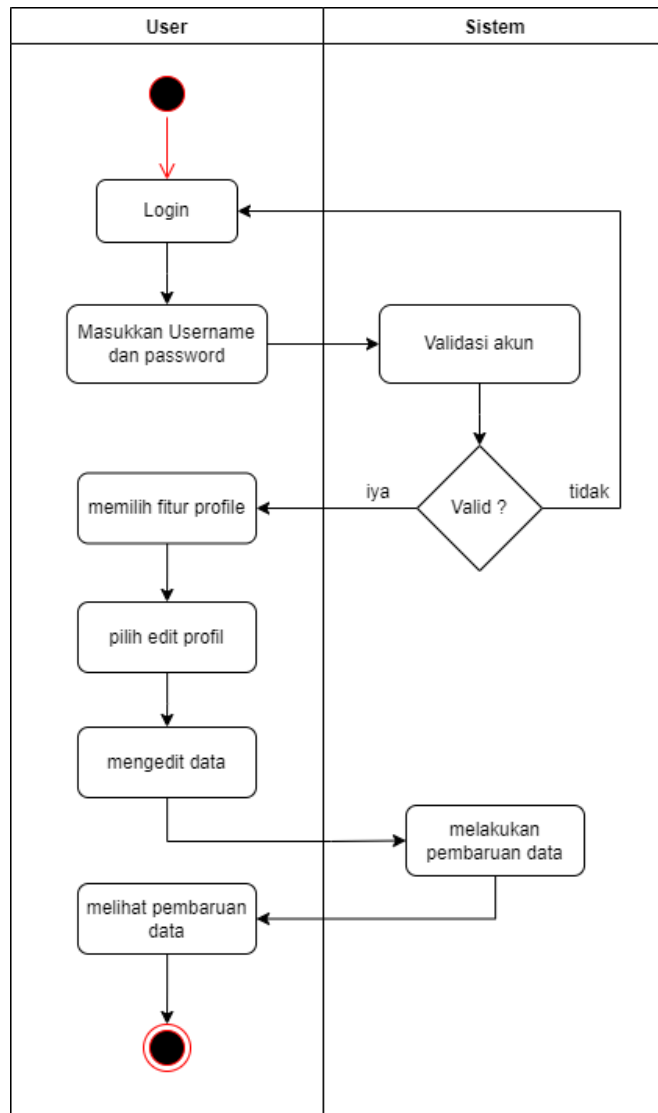 User
Sistem
Login
Masukkan Username
dan password
Validasi akun
Valid ?
iya
tidak
memilih fitur profile
pilih edit profil
mengedit data
melakukan
pembaruan data
melihat pembaruan
data